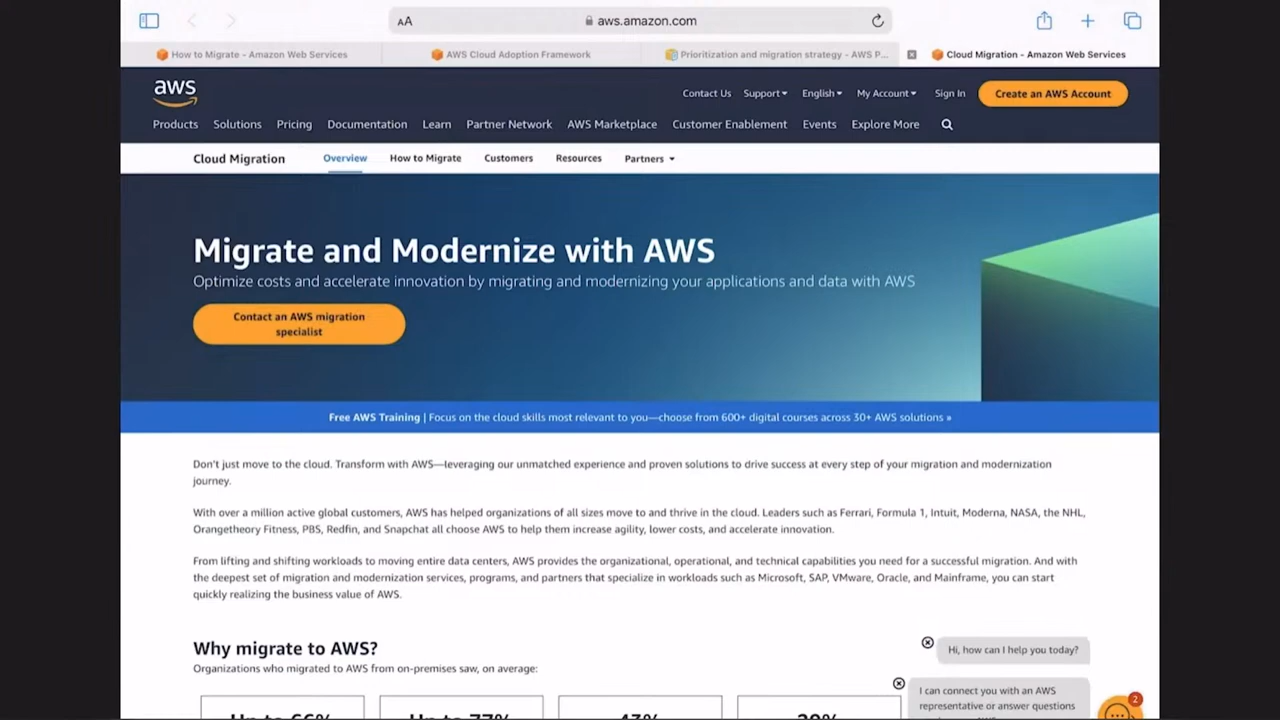 AA
aws.amazon.com
How to Migrate - Amazon Web Services
AWS Cloud Adoption Framework
Prioritization and migration strategy - AWS P...
Cloud Migration - Amazon Web Services
aws
Contact Us
Support
English
My Account
Sign In
Create an AWS Account
Products
Solutions
Pricing
Documentation
Learn
Partner Network
AWS Marketplace
Customer Enablement
Events
Explore More
Cloud Migration
Overview
How to Migrate
Customers
Resources
Partners
Migrate and Modernize with AWS
Optimize costs and accelerate innovation by migrating and modernizing your applications and data with AWS
Contact an AWS migration
specialist
Free AWS Training | Focus on the cloud skills most relevant to you—choose from 600+ digital courses across 30+ AWS solutions »
Don't just move to the cloud. Transform with AWS—leveraging our unmatched experience and proven solutions to drive success at every step of your migration and modernization
journey.
With over a million active global customers, AWS has helped organizations of all sizes move to and thrive in the cloud. Leaders such as Ferrari, Formula 1, Intuit, Moderna, NASA, the NHL,
Orangetheory Fitness, PBS, Redfin, and Snapchat all choose AWS to help them increase agility, lower costs, and accelerate innovation.
From lifting and shifting workloads to moving entire data centers, AWS provides the organizational, operational, and technical capabilities you need for a successful migration. And with
the deepest set of migration and modernization services, programs, and partners that specialize in workloads such as Microsoft, SAP, VMware, Oracle, and Mainframe, you can start
quickly realizing the business value of AWS.
Why migrate to AWS?
Organizations who migrated to AWS from on-premises saw, on average:
Hi, how can I help you today?
I can connect you with an AWS
representative or answer questions
2
Up to 66%
Up to 77%
43%